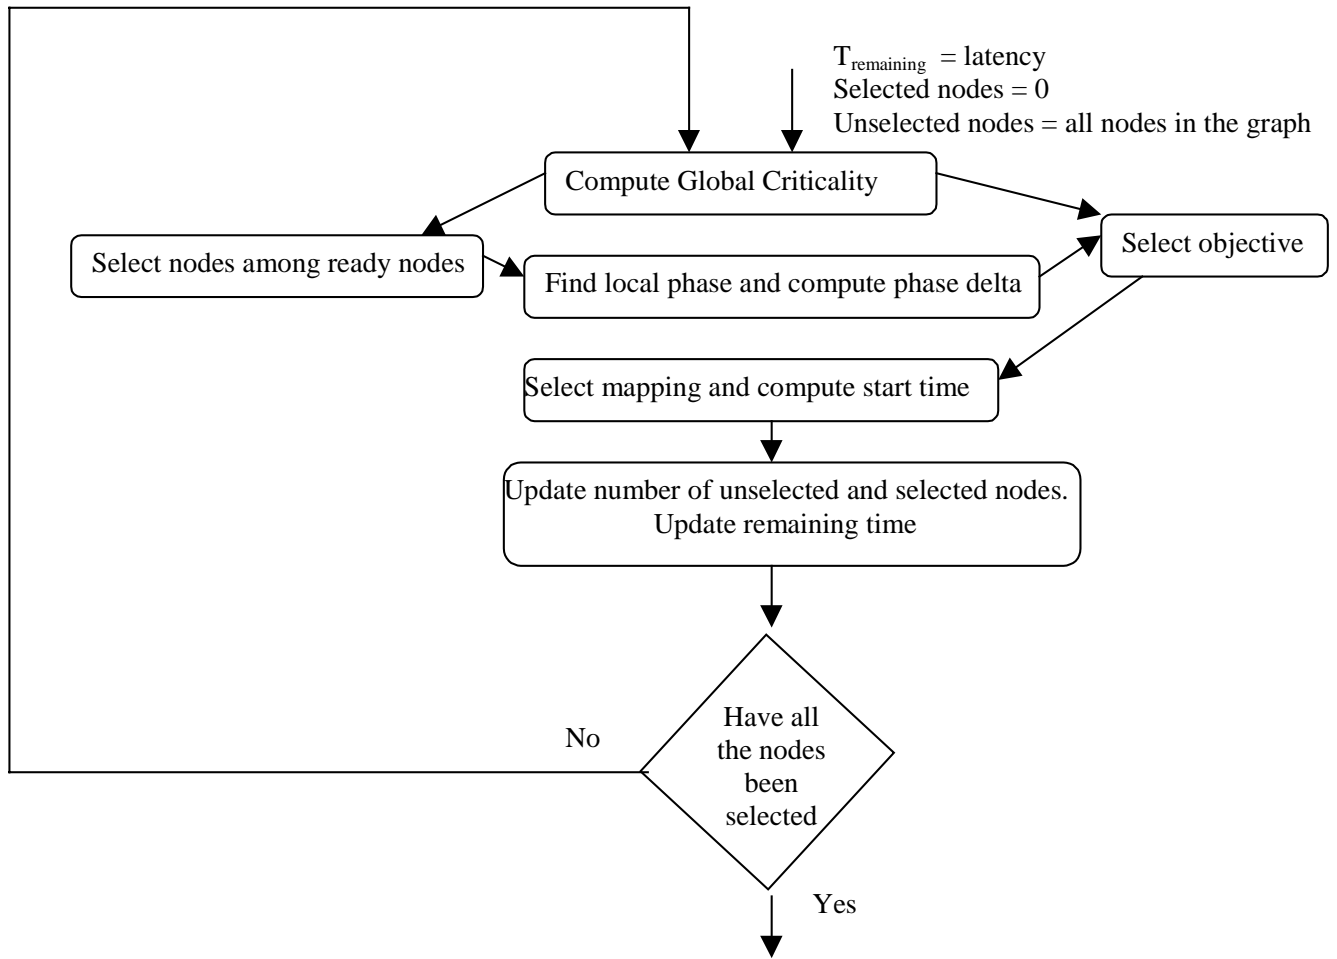 T_remaining = latency
Selected nodes = 0
Unselected nodes = all nodes in the graph
Compute Global Criticality
Select objective
Select nodes among ready nodes
Find local phase and compute phase delta
Select mapping and compute start time
Update number of unselected and selected nodes.
Update remaining time
Have all
the nodes
been
selected
No
Yes